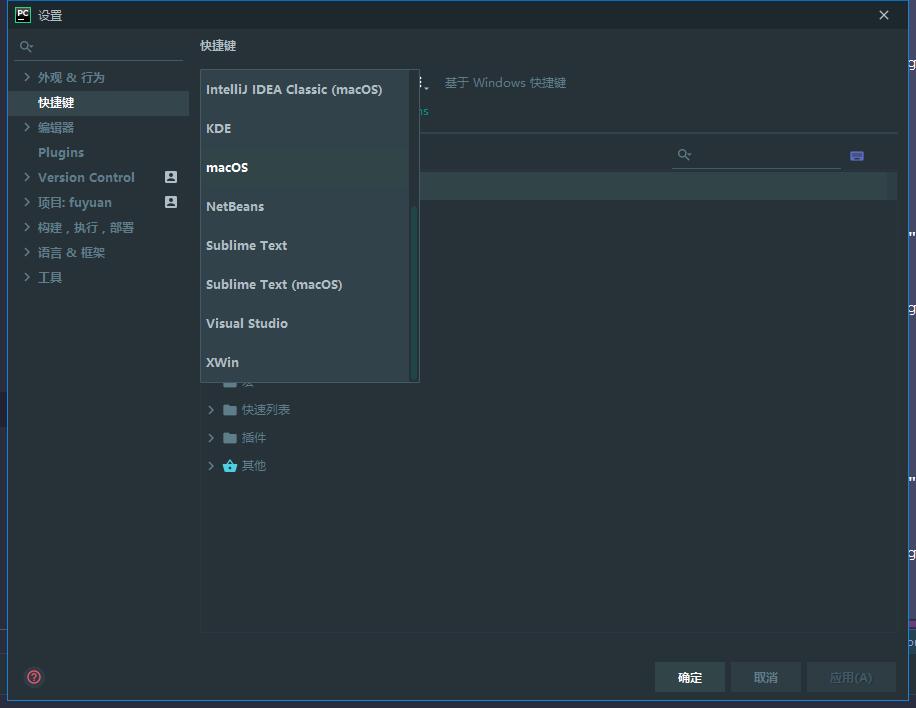 PC 设置
快捷键
外观 & 行为
快捷键
编辑器
Plugins
Version Control
项目: fuyuan
构建 , 执行 , 部署
语言 & 框架
工具
IntelliJ IDEA Classic (macOS)
基于 Windows 快捷键
KDE
macOS
NetBeans
Sublime Text
Sublime Text (macOS)
Visual Studio
XWin
快速列表
插件
其他
?
确定
取消
应用(A)